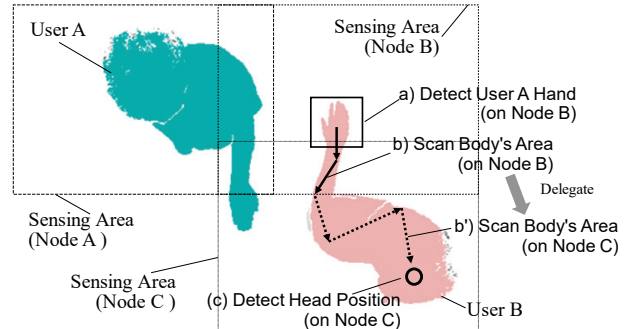 User A
Sensing Area
(Node B)
a) Detect User A Hand
(on Node B)
b) Scan Body's Area
(on Node B)
Delegate
b') Scan Body's Area
(on Node C)
Sensing Area
(Node A )
Sensing Area
(Node C )
(c) Detect Head Position
(on Node C)
User B